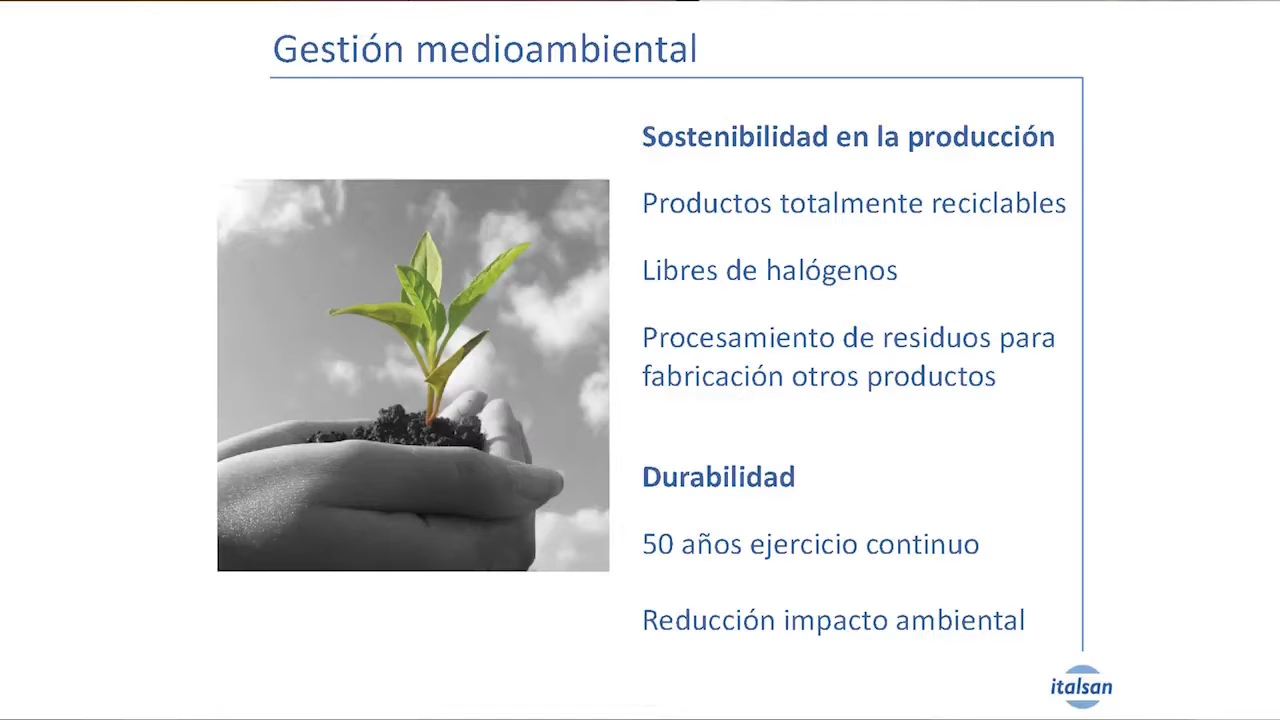 Gestión medioambiental
Sostenibilidad en la producción
Productos totalmente reciclables
Libres de halógenos
Procesamiento de residuos para
fabricación otros productos
Durabilidad
50 años ejercicio continuo
Reducción impacto ambiental
italsan